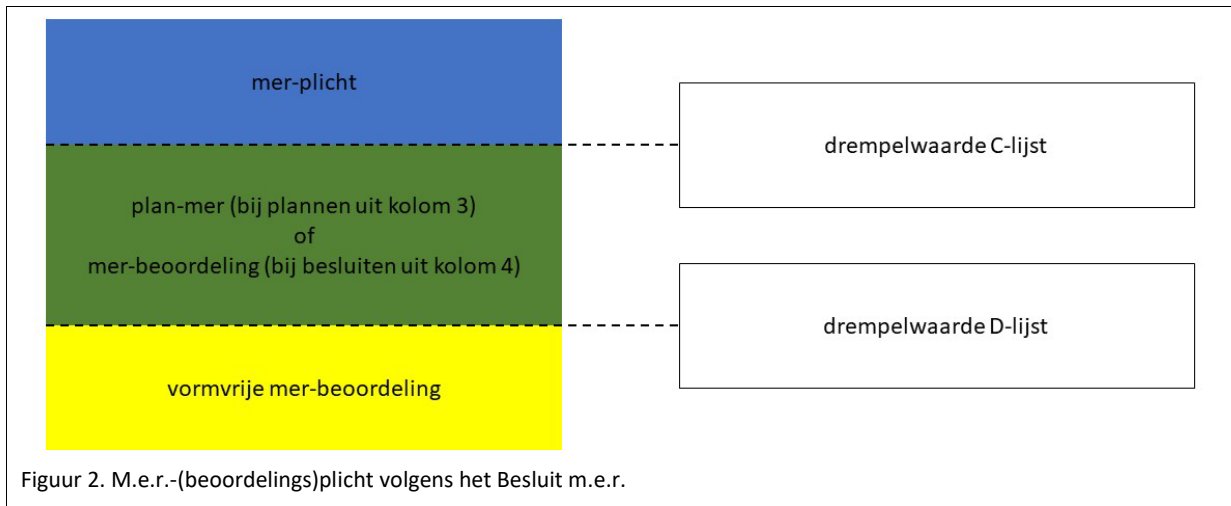 mer-plicht
drempelwaarde C-lijst
plan-mer (bij plannen uit kolom 3)
of
mer-beoordeling (bij besluiten uit kolom 4)
drempelwaarde D-lijst
vormvrije mer-beoordeling
Figuur 2. M.e.r.-(beoordelings)plicht volgens het Besluit m.e.r.